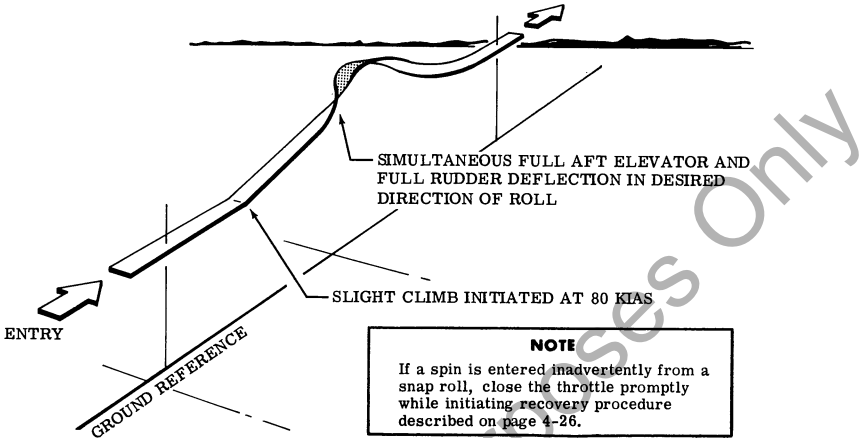 SIMULTANEOUS FULL AFT ELEVATOR AND
FULL RUDDER DEFLECTION IN DESIRED
DIRECTION OF ROLL
SLIGHT CLIMB INITIATED AT 80 KIAS
ENTRY
GROUND REFERENCE
NOTE
If a spin is entered inadvertently from a
snap roll, close the throttle promptly
while initiating recovery procedure
described on page 4-26.
Only